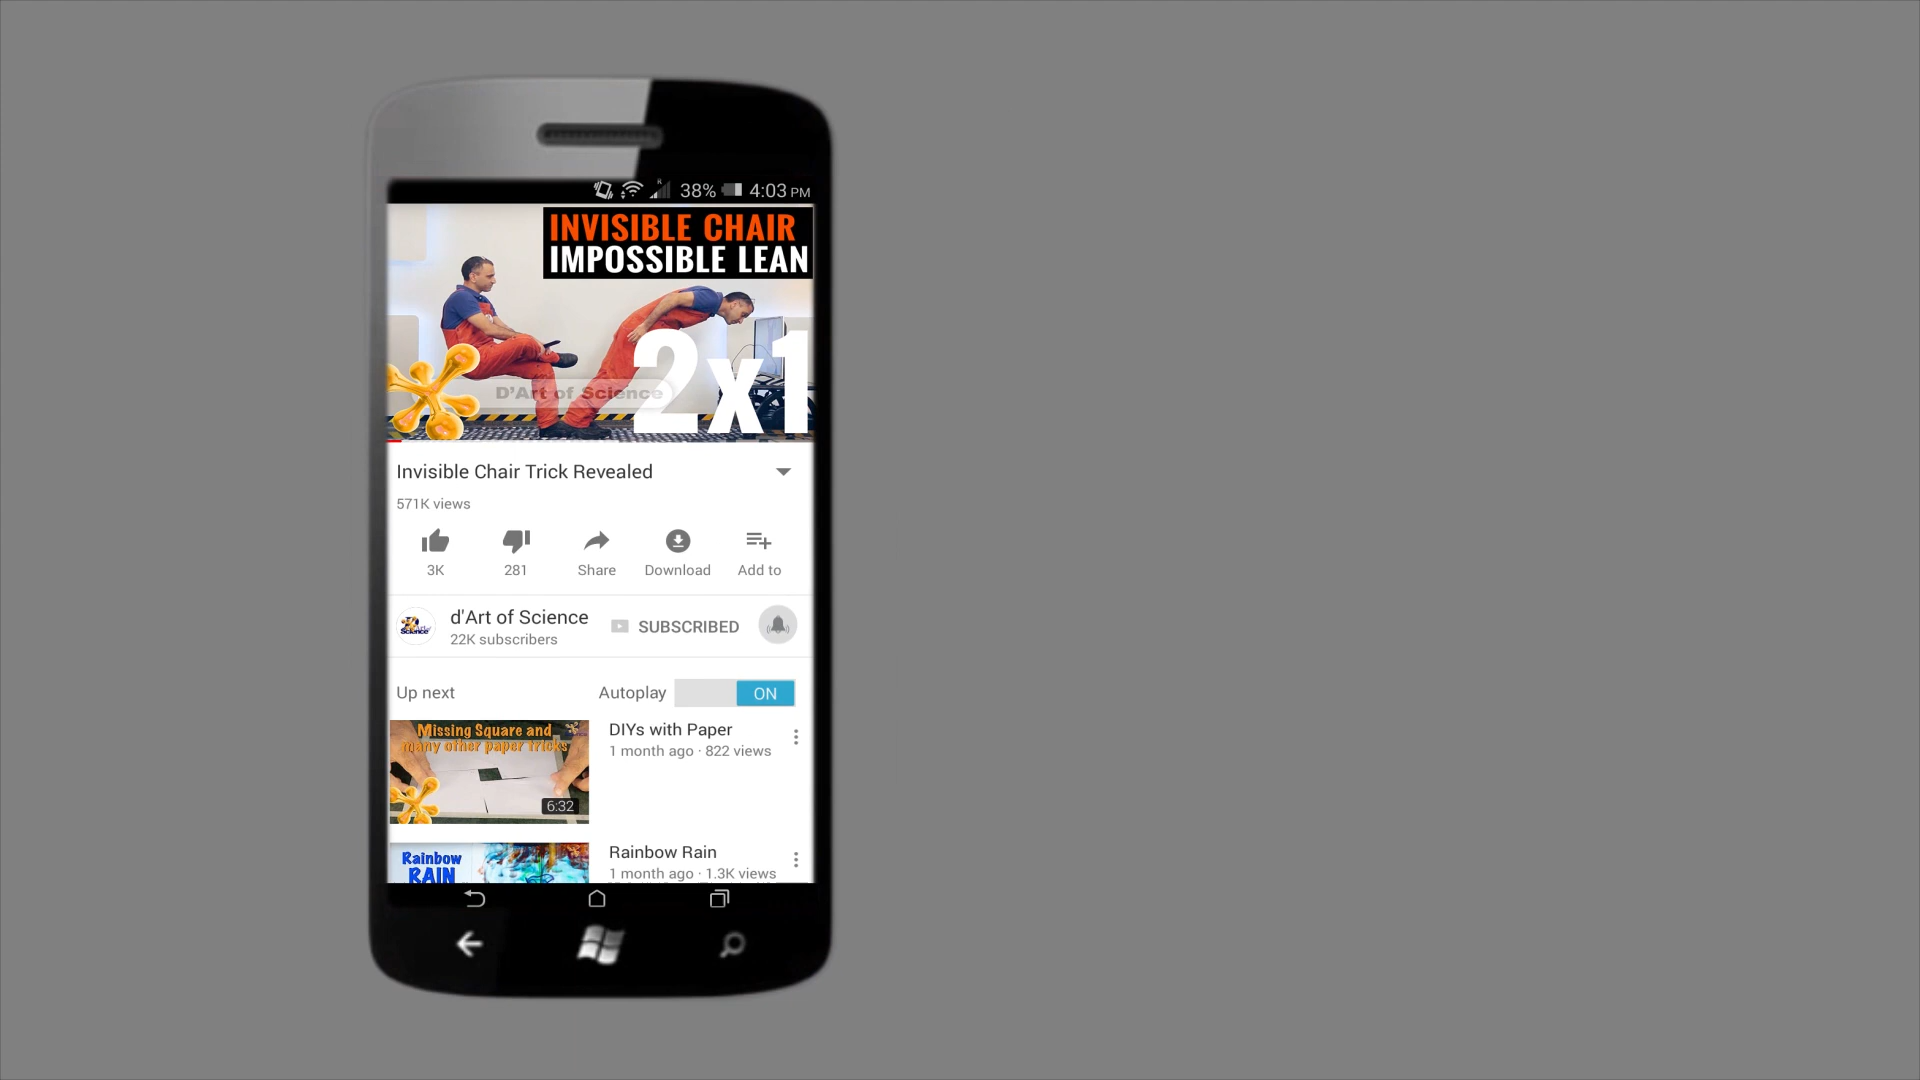 38% 4:03 PM
INVISIBLE CHAIR
IMPOSSIBLE LEAN
2x1
D'Art of Science
Invisible Chair Trick Revealed
571K views
3K 281 Share Download Add to
Science
d'Art of Science
22K subscribers
SUBSCRIBED
Up next Autoplay ON
Missing Square and
many other paper tricks
6:32
DIYs with Paper
1 month ago · 822 views
Rainbow
RAIN
Rainbow Rain
1 month ago · 1.3K views